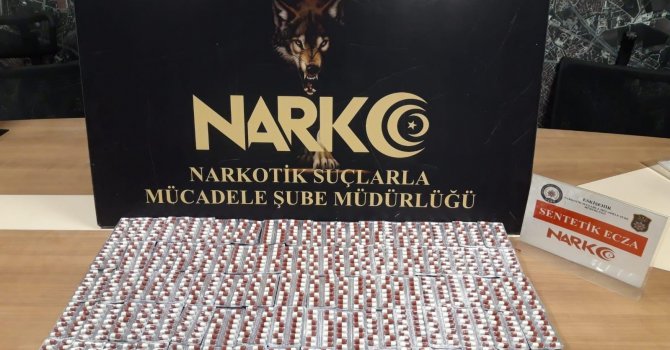 NARKO
NARKOTİK SUÇLARLA
MÜCADELE ŞUBE MÜDÜRLÜĞÜ
ESKİŞEHİR
SENTETİK ECZA
NARKO